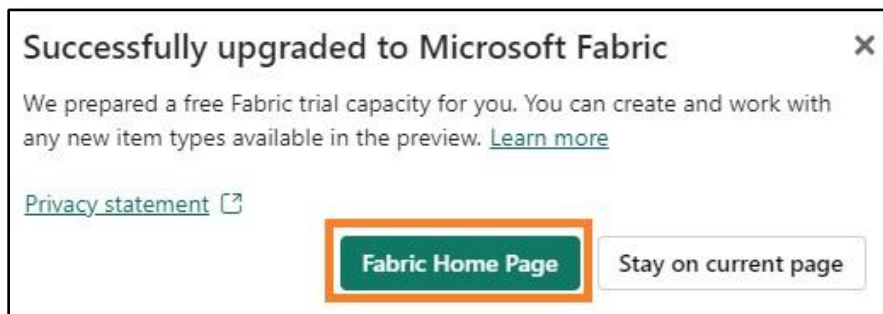 Successfully upgraded to Microsoft Fabric
We prepared a free Fabric trial capacity for you. You can create and work with
any new item types available in the preview. Learn more
Privacy statement
Fabric Home Page
Stay on current page